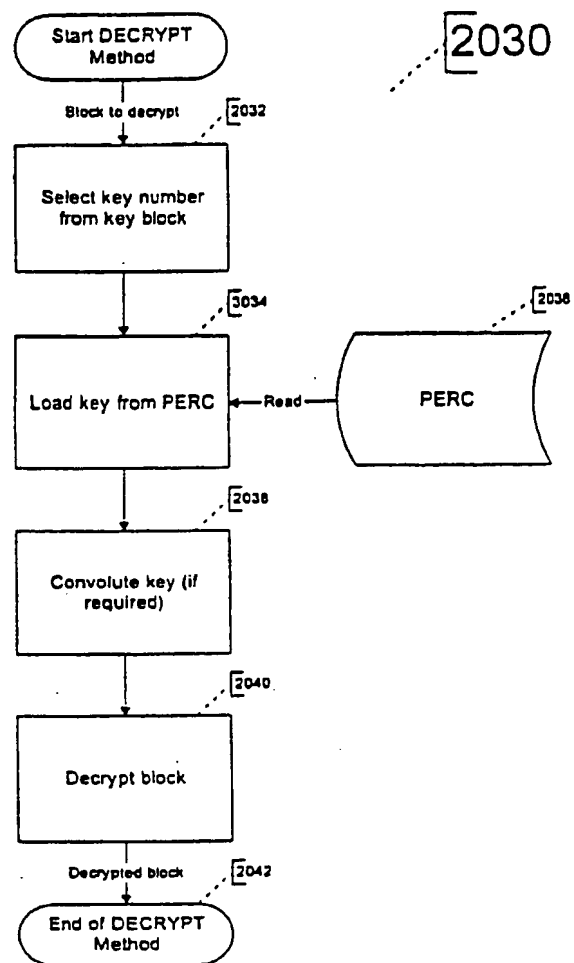 Start DECRYPT
Method
2030
Block to decrypt
2032
Select key number
from key block
3034
2036
Load key from PERC
Read
PERC
2038
Convolute key (if
required)
2040
Decrypt block
Decrypted block
2042
End of DECRYPT
Method